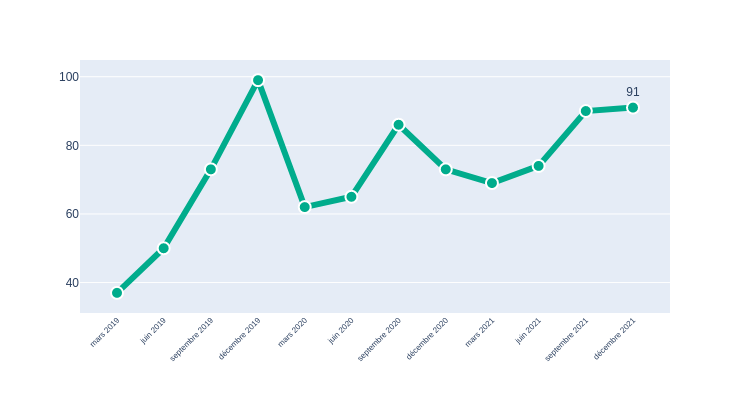 100
80
60
40
91
mars 2019
juin 2019
septembre 2019
décembre 2019
mars 2020
juin 2020
septembre 2020
décembre 2020
mars 2021
juin 2021
septembre 2021
décembre 2021